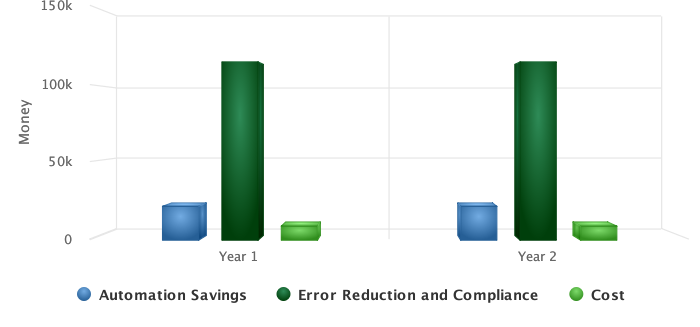 150k
100k
50k
0
Money
Year 1
Year 2
Automation Savings
Error Reduction and Compliance
Cost